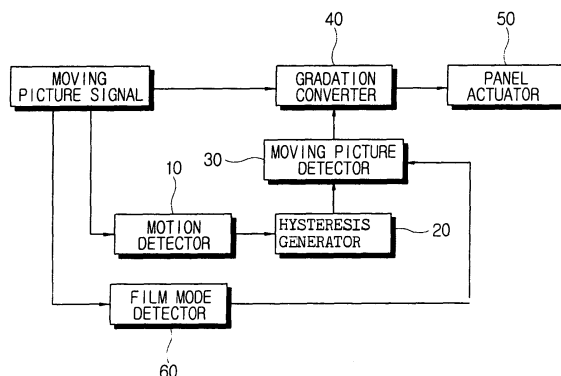 40
50
MOVING
PICTURE SIGNAL
GRADATION
CONVERTER
PANEL
ACTUATOR
30
MOVING PICTURE
DETECTOR
10
MOTION
DETECTOR
HYSTERESIS
GENERATOR
20
FILM MODE
DETECTOR
60